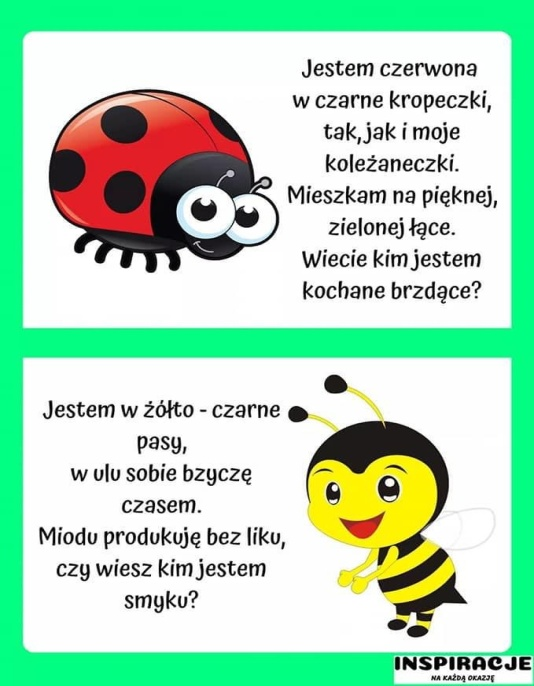 Jestem czerwona
w czarne kropeczki,
tak,jak i moje
koleżaneczki.
Mieszkam na pięknej,
zielonej łące.
Wiecie kim jestem
kochane brzdące?
Jestem w żółto - czarne
pasy,
w ulu sobie bzyczę
czasem.
Miodu produkuję bez liku,
czy wiesz kim jestem
smyku?
INSPIRACJE
NA KAŻDĄ OKAZJĘ